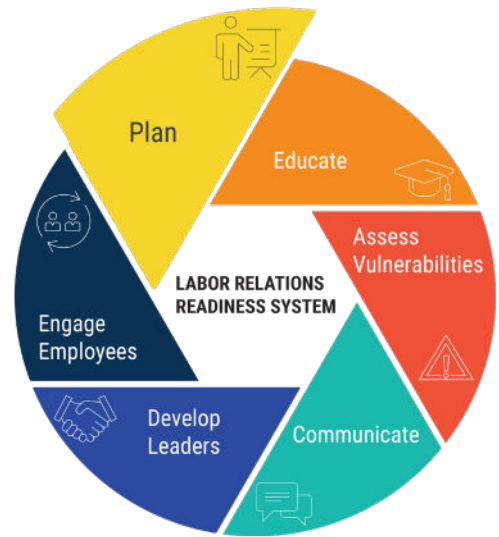 Plan
Educate
Assess
Vulnerabilities
LABOR RELATIONS
READINESS SYSTEM
Engage
Employees
Develop
Leaders
Communicate